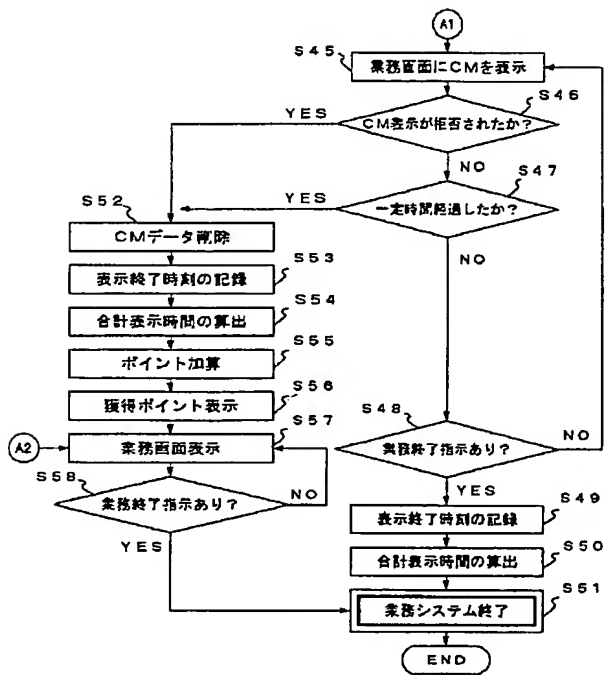 A1
S45
業務画面にCMを表示
S46
CM表示が拒否されたか?
YES
NO
S47
一定時間経過したか?
YES
NO
S52
CMデータ削除
S53
表示終了時刻の記録
S54
合計表示時間の算出
S55
ポイント加算
S56
獲得ポイント表示
S57
A2
業務画面表示
S58
業務終了指示あり?
NO
YES
S48
業務終了指示あり?
NO
YES
S49
表示終了時刻の記録
S50
合計表示時間の算出
S51
業務システム終了
END